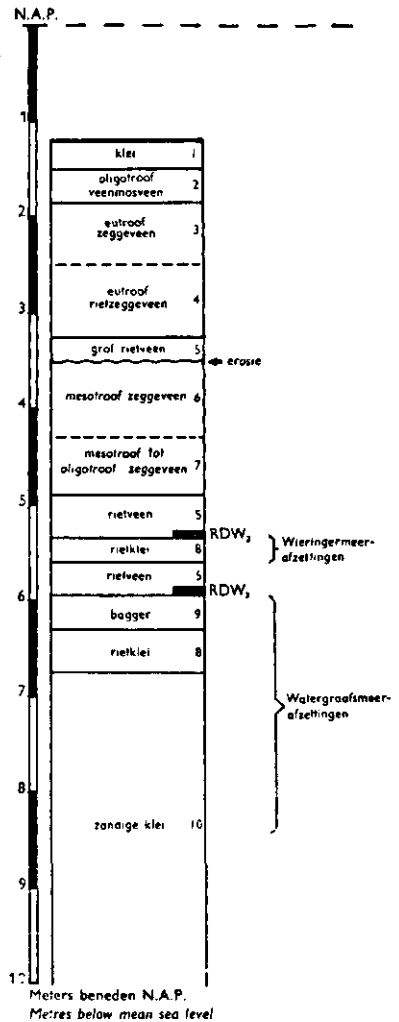 N.A.P.
1
klei 1
oligotroof
veenmosveen 2
2
eutroof
zeggeveen 3
eutroof
rietzeggeveen 4
3
grof rietveen 5
erosie
mesotroof zeggeveen 6
4
mesotroof tot
oligotroof zeggeveen 7
5
rietveen 5
RDW₂
rietklei 8
Wieringermeer-
afzettingen
rietveen 5
RDW₃
6
bagger 9
rietklei 8
7
Watergraafsmeer-
afzettingen
8
zandige klei 10
9
10
Meters beneden N.A.P.
Metres below mean sea level